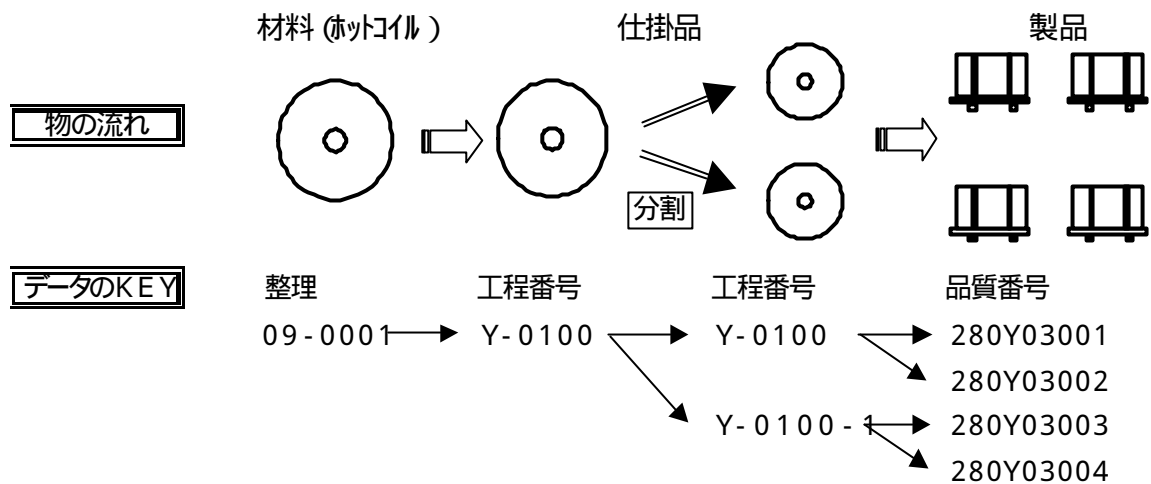 材料(ホットコイル) 仕掛品 製品
物の流れ
分割
データのKEY 整理 工程番号 工程番号 品質番号
09-0001 Y-0100 Y-0100 280Y03001
280Y03002
Y-0100-1 280Y03003
280Y03004